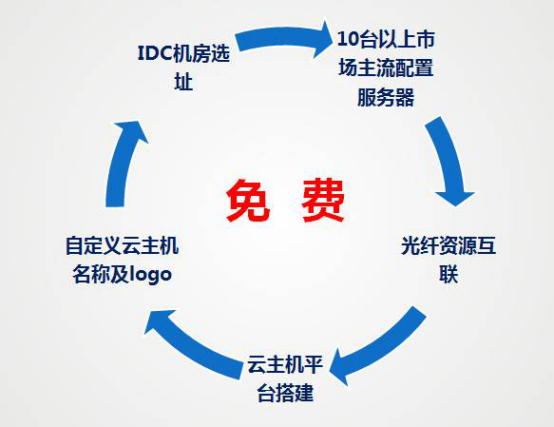 IDC机房选
址
10台以上市
场主流配置
服务器
免 费
光纤资源互
联
云主机平
台搭建
自定义云主机
名称及logo